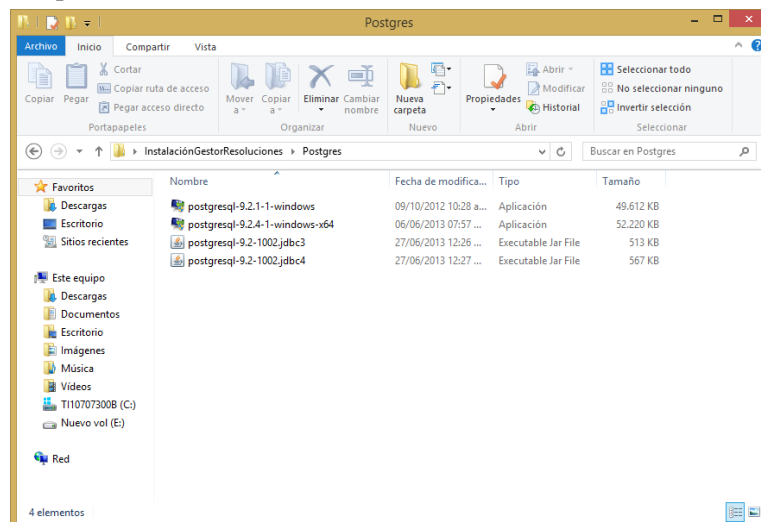 Postgres
Archivo Inicio Compartir Vista
Copiar Pegar Cortar Copiar ruta de acceso Pegar acceso directo
Mover a Copiar a Eliminar Cambiar nombre
Nueva carpeta
Propiedades Abrir Modificar Historial
Seleccionar todo No seleccionar ninguno Invertir selección
Portapapeles Organizar Nuevo Abrir Seleccionar
InstalaciónGestorResoluciones Postgres Buscar en Postgres
Nombre Fecha de modifica... Tipo Tamaño
postgresql-9.2.1-1-windows 09/10/2012 10:28 a... Aplicación 49.612 KB
postgresql-9.2.4-1-windows-x64 06/06/2013 07:57 ... Aplicación 52.220 KB
postgresql-9.2-1002.jdbc3 27/06/2013 12:26 ... Executable Jar File 513 KB
postgresql-9.2-1002.jdbc4 27/06/2013 12:27 ... Executable Jar File 567 KB
Favoritos
Descargas
Escritorio
Sitios recientes
Este equipo
Descargas
Documentos
Escritorio
Imágenes
Música
Vídeos
TI10707300B (C:)
Nuevo vol (E:)
Red
4 elementos